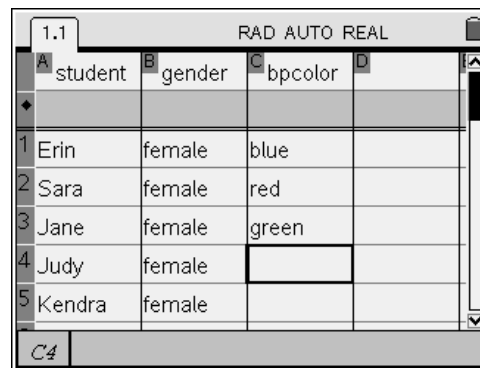 1.1 RAD AUTO REAL
A student B gender C bpcolor D
◆
1 Erin female blue
2 Sara female red
3 Jane female green
4 Judy female
5 Kendra female
C4